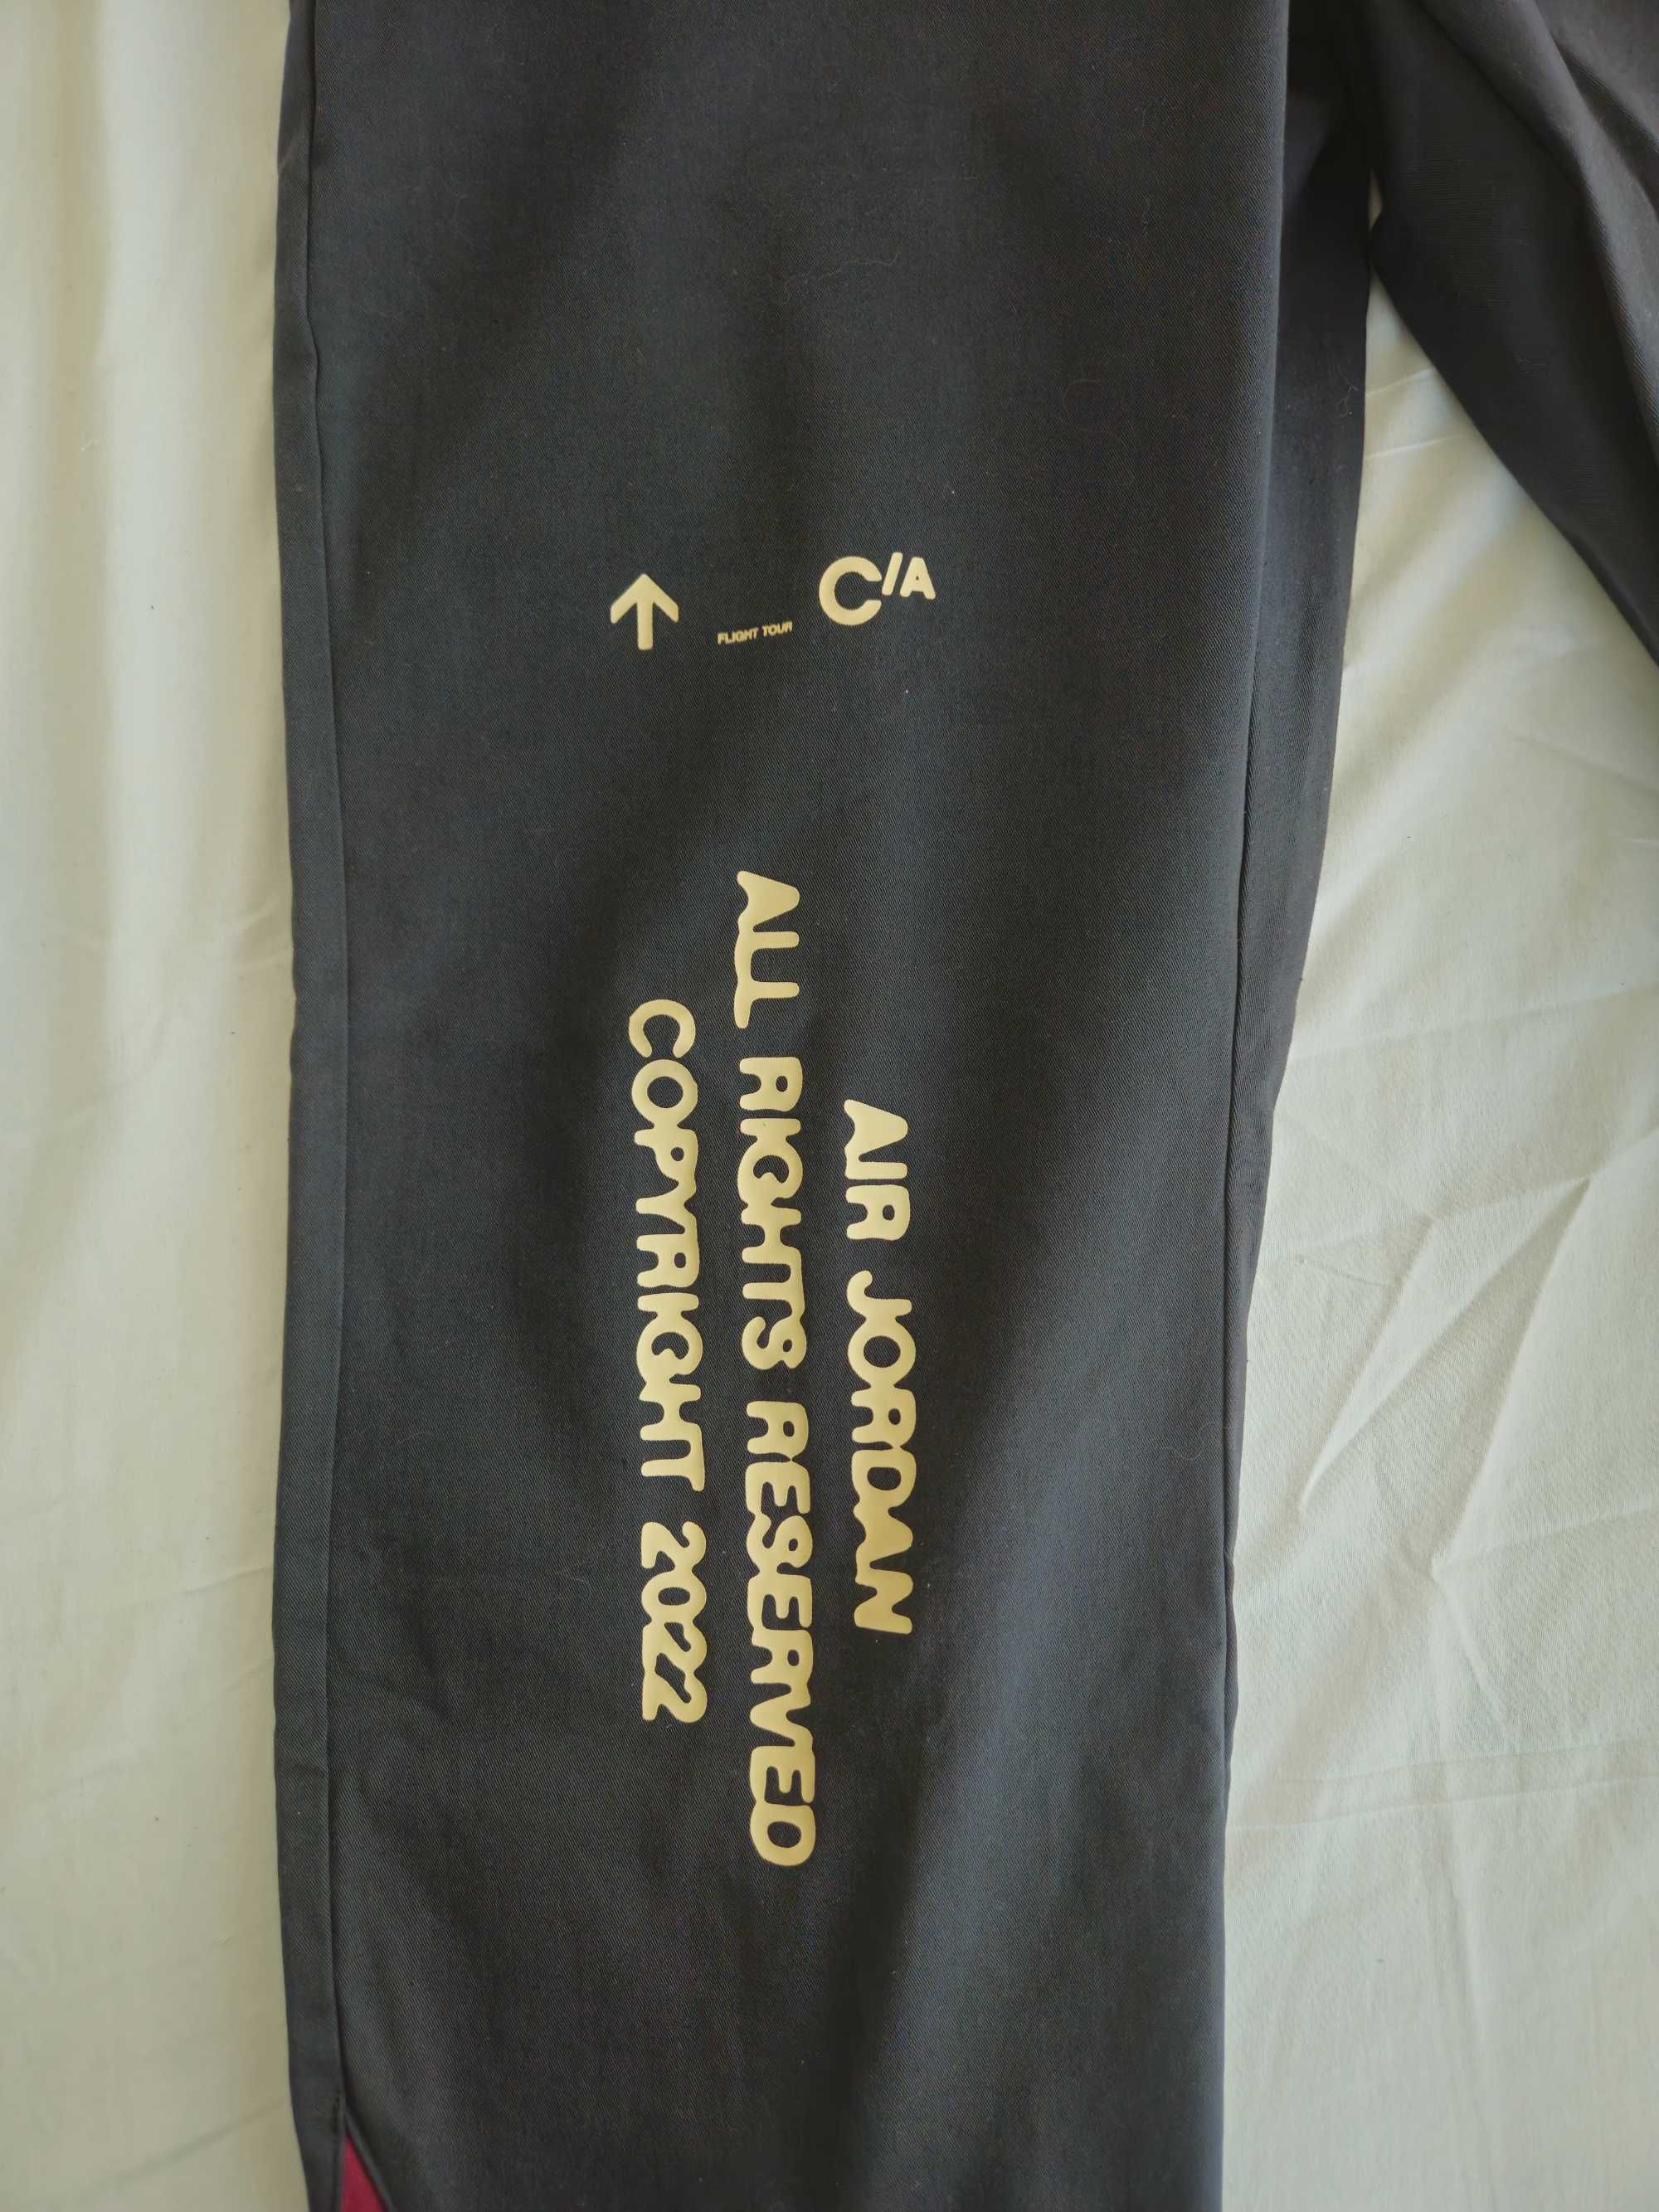 ↑ FLIGHT TOUR C/A
AIR JORDAN
ALL RIGHTS RESERVED
COPYRIGHT 2022